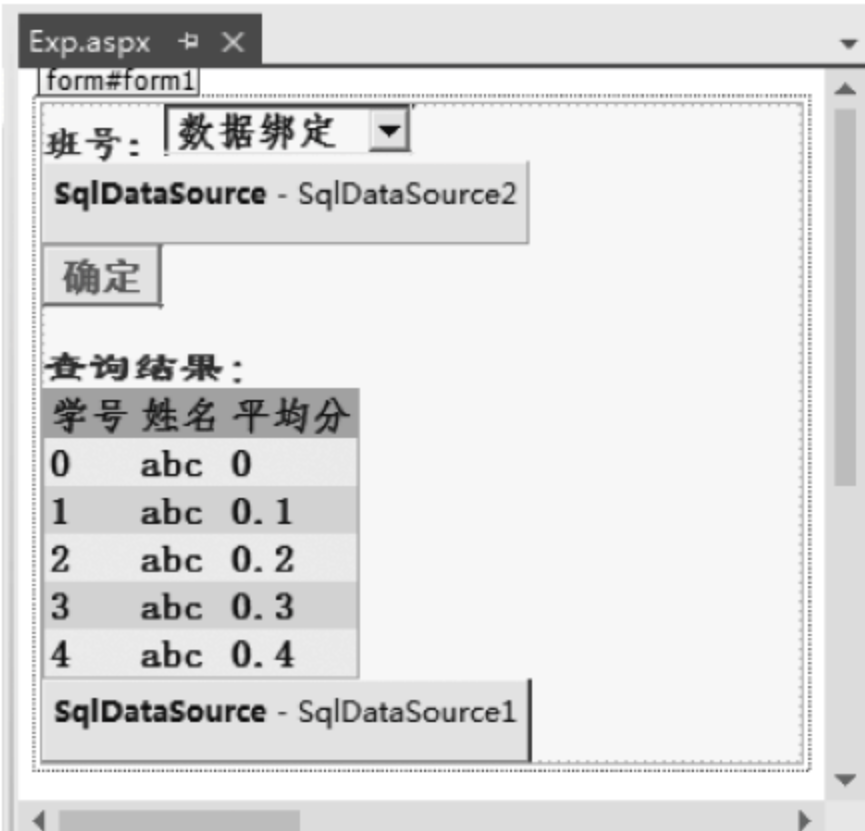 Exp.aspx
form#form1
班号: 数据绑定
SqlDataSource - SqlDataSource2
确定
查询结果:
学号 姓名 平均分
0 abc 0
1 abc 0.1
2 abc 0.2
3 abc 0.3
4 abc 0.4
SqlDataSource - SqlDataSource1